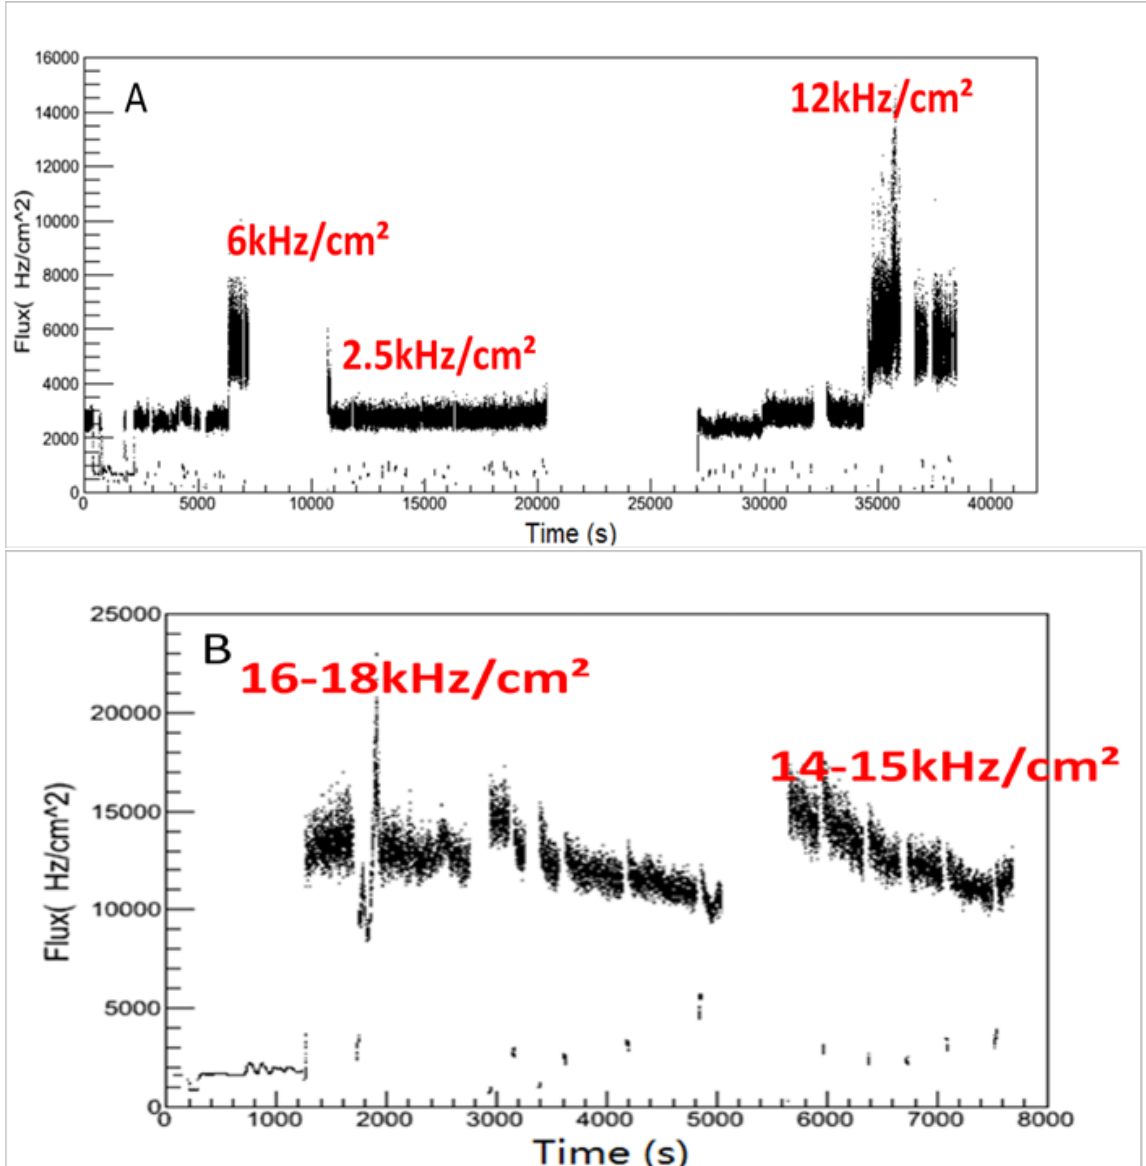 16000
A
12kHz/cm²
14000
12000
10000
6kHz/cm²
8000
6000
2.5kHz/cm²
4000
2000
0
Flux( Hz/cm^2)
0 5000 10000 15000 20000 25000 30000 35000 40000
Time (s)
25000
B
16-18kHz/cm²
20000
14-15kHz/cm²
15000
10000
5000
0
Flux( Hz/cm^2)
0 1000 2000 3000 4000 5000 6000 7000 8000
Time (s)